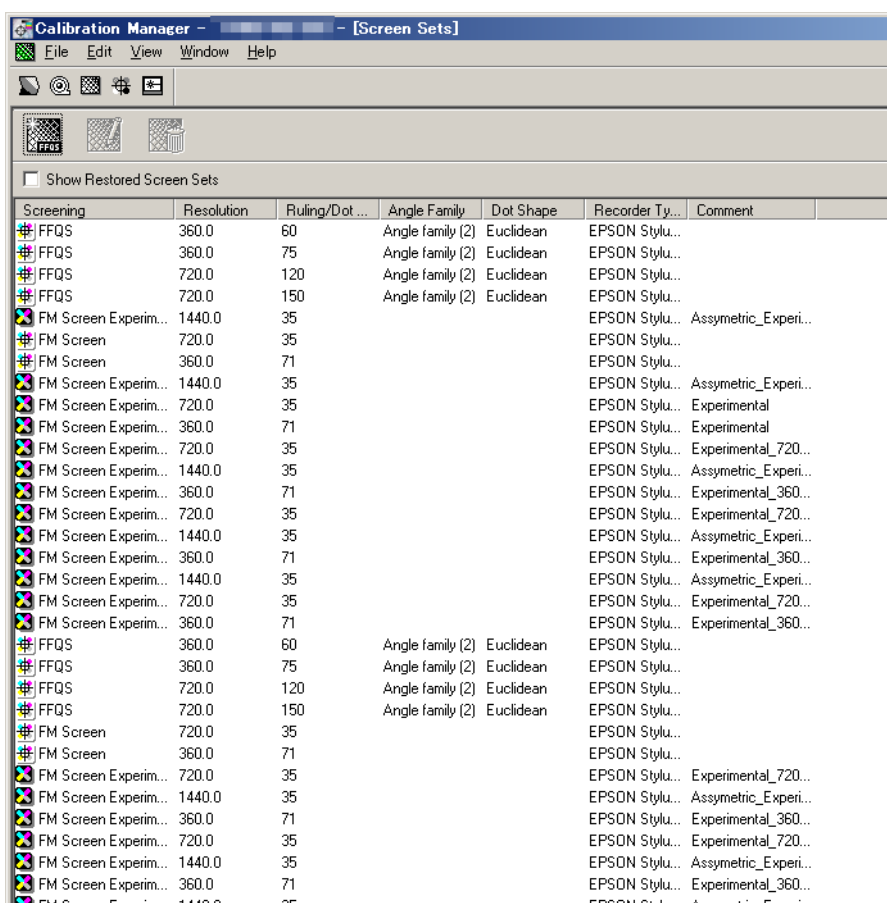 Calibration Manager - - [Screen Sets]
File Edit View Window Help
FFQS
Show Restored Screen Sets
Screening Resolution Ruling/Dot ... Angle Family Dot Shape Recorder Ty... Comment
FFQS 360.0 60 Angle family (2) Euclidean EPSON Stylu...
FFQS 360.0 75 Angle family (2) Euclidean EPSON Stylu...
FFQS 720.0 120 Angle family (2) Euclidean EPSON Stylu...
FFQS 720.0 150 Angle family (2) Euclidean EPSON Stylu...
FM Screen Experim... 1440.0 35 EPSON Stylu... Assymetric_Experi...
FM Screen 720.0 35 EPSON Stylu...
FM Screen 360.0 71 EPSON Stylu...
FM Screen Experim... 1440.0 35 EPSON Stylu... Assymetric_Experi...
FM Screen Experim... 720.0 35 EPSON Stylu... Experimental
FM Screen Experim... 360.0 71 EPSON Stylu... Experimental
FM Screen Experim... 720.0 35 EPSON Stylu... Experimental_720...
FM Screen Experim... 1440.0 35 EPSON Stylu... Assymetric_Experi...
FM Screen Experim... 360.0 71 EPSON Stylu... Experimental_360...
FM Screen Experim... 720.0 35 EPSON Stylu... Experimental_720...
FM Screen Experim... 1440.0 35 EPSON Stylu... Assymetric_Experi...
FM Screen Experim... 360.0 71 EPSON Stylu... Experimental_360...
FM Screen Experim... 1440.0 35 EPSON Stylu... Assymetric_Experi...
FM Screen Experim... 720.0 35 EPSON Stylu... Experimental_720...
FM Screen Experim... 360.0 71 EPSON Stylu... Experimental_360...
FFQS 360.0 60 Angle family (2) Euclidean EPSON Stylu...
FFQS 360.0 75 Angle family (2) Euclidean EPSON Stylu...
FFQS 720.0 120 Angle family (2) Euclidean EPSON Stylu...
FFQS 720.0 150 Angle family (2) Euclidean EPSON Stylu...
FM Screen 720.0 35 EPSON Stylu...
FM Screen 360.0 71 EPSON Stylu...
FM Screen Experim... 720.0 35 EPSON Stylu... Experimental_720...
FM Screen Experim... 1440.0 35 EPSON Stylu... Assymetric_Experi...
FM Screen Experim... 360.0 71 EPSON Stylu... Experimental_360...
FM Screen Experim... 720.0 35 EPSON Stylu... Experimental_720...
FM Screen Experim... 1440.0 35 EPSON Stylu... Assymetric_Experi...
FM Screen Experim... 360.0 71 EPSON Stylu... Experimental_360...